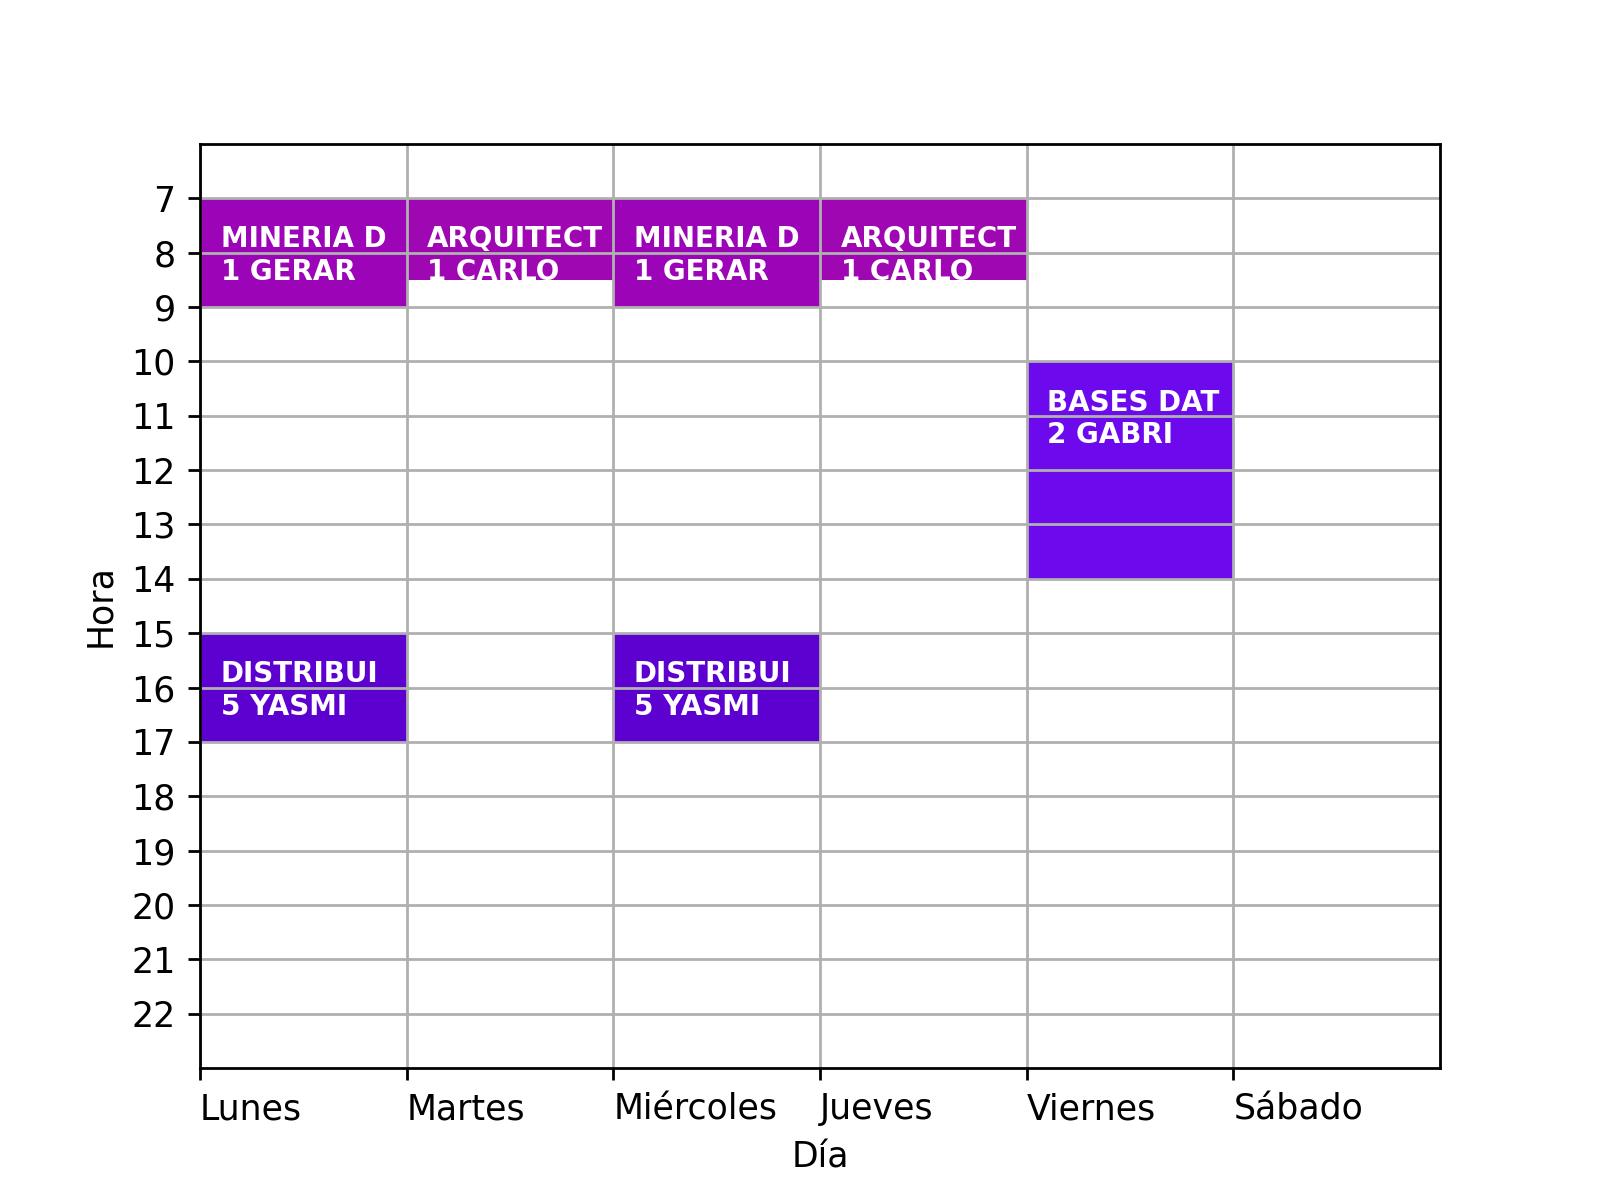 7
8
9
10
11
12
13
14
15
16
17
18
19
20
21
22
Hora
MINERIA D
1 GERAR
ARQUITECT
1 CARLO
MINERIA D
1 GERAR
ARQUITECT
1 CARLO
BASES DAT
2 GABRI
DISTRIBUI
5 YASMI
DISTRIBUI
5 YASMI
Lunes
Martes
Miércoles
Jueves
Viernes
Sábado
Día